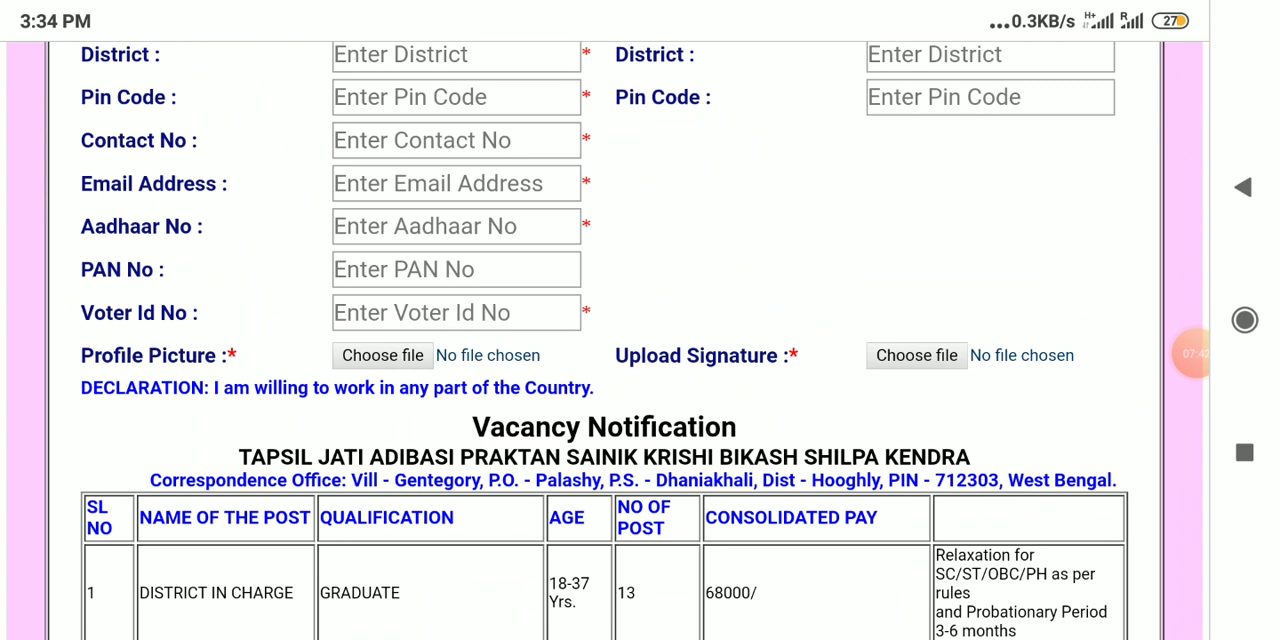 3:34 PM ...0.3KB/s H+ R 27
District : Enter District * District : Enter District
Pin Code : Enter Pin Code * Pin Code : Enter Pin Code
Contact No : Enter Contact No *
Email Address : Enter Email Address *
Aadhaar No : Enter Aadhaar No *
PAN No : Enter PAN No
Voter Id No : Enter Voter Id No *
Profile Picture :* Choose file No file chosen Upload Signature :* Choose file No file chosen
07:42
DECLARATION: I am willing to work in any part of the Country.
Vacancy Notification
TAPSIL JATI ADIBASI PRAKTAN SAINIK KRISHI BIKASH SHILPA KENDRA
Correspondence Office: Vill - Gentegory, P.O. - Palashy, P.S. - Dhaniakhali, Dist - Hooghly, PIN - 712303, West Bengal.
SL NO NAME OF THE POST QUALIFICATION AGE NO OF POST CONSOLIDATED PAY
1 DISTRICT IN CHARGE GRADUATE 18-37 Yrs. 13 68000/
Relaxation for
SC/ST/OBC/PH as per
rules
and Probationary Period
3-6 months